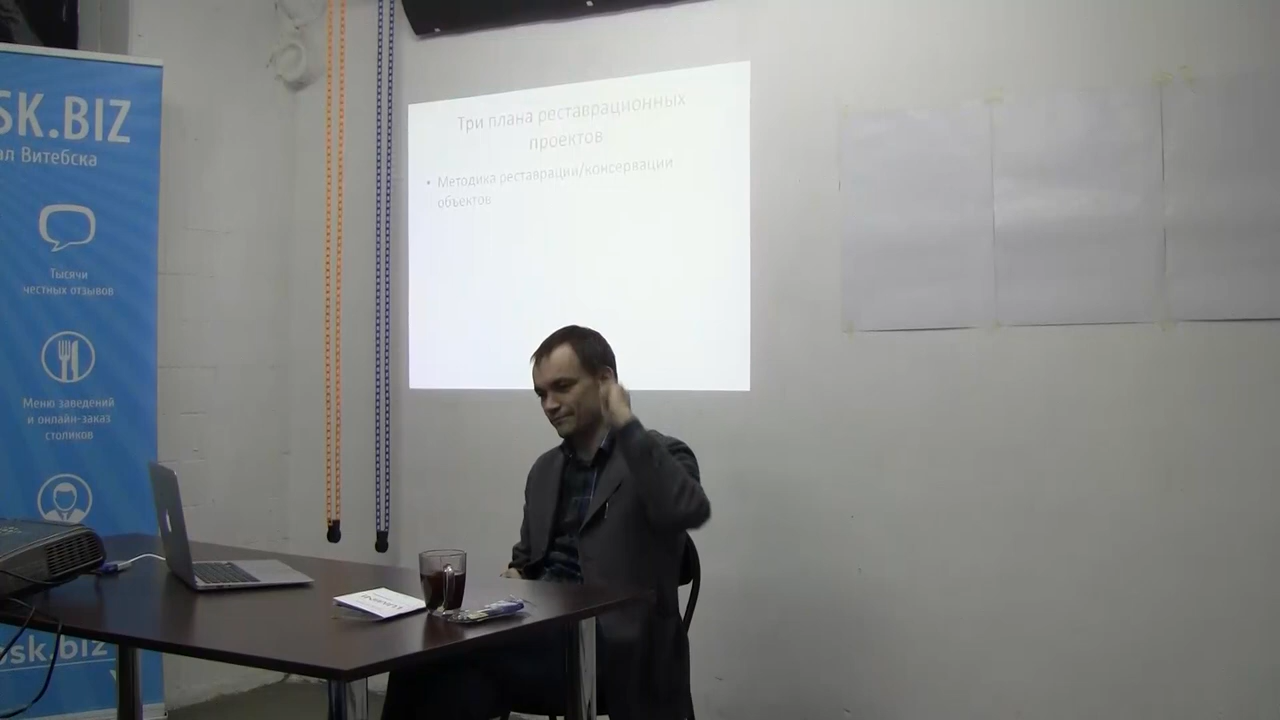 SK.BIZ
ал Витебска
Тысячи
честных отзывов
Меню заведений
и онлайн-заказ
столиков
sk.biz
Три плана реставрационных
проектов
• Методика реставрации/консервации
объектов